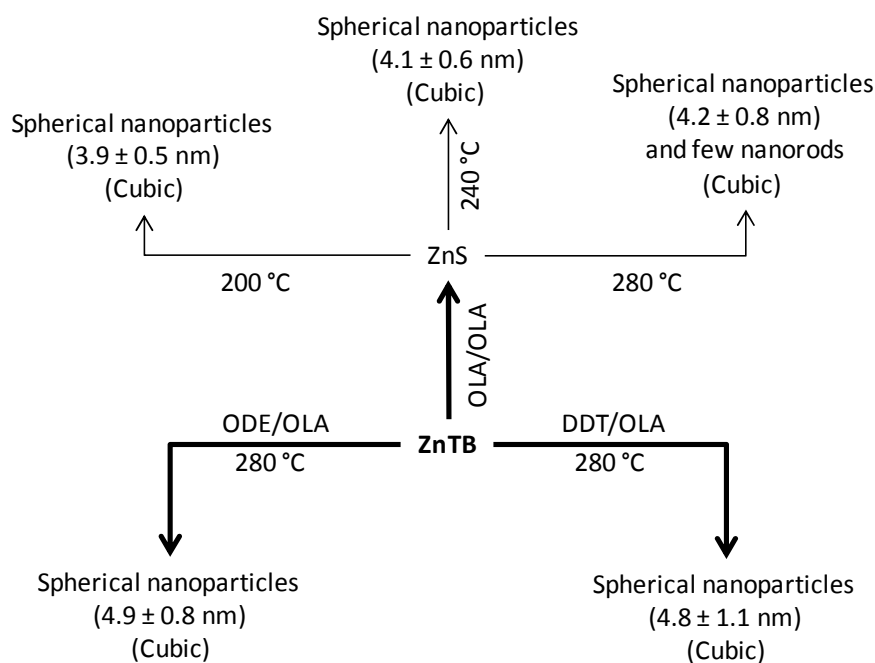 Spherical nanoparticles
(4.1 ± 0.6 nm)
(Cubic)
Spherical nanoparticles
(4.2 ± 0.8 nm)
and few nanorods
(Cubic)
Spherical nanoparticles
(3.9 ± 0.5 nm)
(Cubic)
240 °C
ZnS
200 °C
280 °C
OLA/OLA
ODE/OLA
280 °C
ZnTB
DDT/OLA
280 °C
Spherical nanoparticles
(4.9 ± 0.8 nm)
(Cubic)
Spherical nanoparticles
(4.8 ± 1.1 nm)
(Cubic)